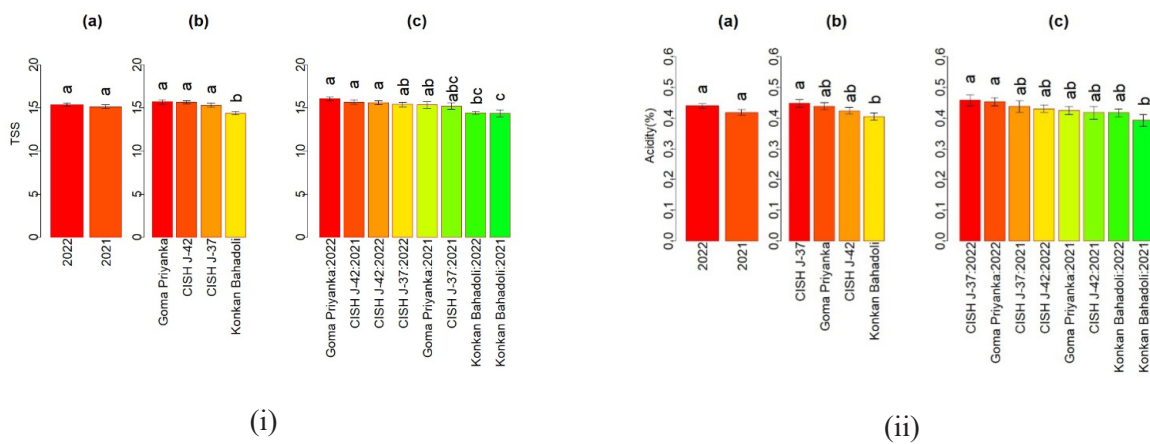 (a)
(b)
(c)
TSS
0 5 10 15 20
a a
2022
2021
0 5 10 15 20
a a a b
Goma Priyanka
CISH J-42
CISH J-37
Konkan Bahadoli
0 5 10 15 20
a a a ab ab abc bc c
Goma Priyanka:2022
CISH J-42:2021
CISH J-42:2022
CISH J-37:2022
Goma Priyanka:2021
CISH J-37:2021
Konkan Bahadoli:2022
Konkan Bahadoli:2021
(i)
(a)
(b)
(c)
Acidity(%)
0.0 0.1 0.2 0.3 0.4 0.5 0.6
a a
2022
2021
0.0 0.1 0.2 0.3 0.4 0.5 0.6
a ab ab b
CISH J-37
Goma Priyanka
CISH J-42
Konkan Bahadoli
0.0 0.1 0.2 0.3 0.4 0.5 0.6
a a ab ab ab ab ab b
CISH J-37:2022
Goma Priyanka:2022
CISH J-37:2021
CISH J-42:2022
Goma Priyanka:2021
CISH J-42:2021
Konkan Bahadoli:2022
Konkan Bahadoli:2021
(ii)